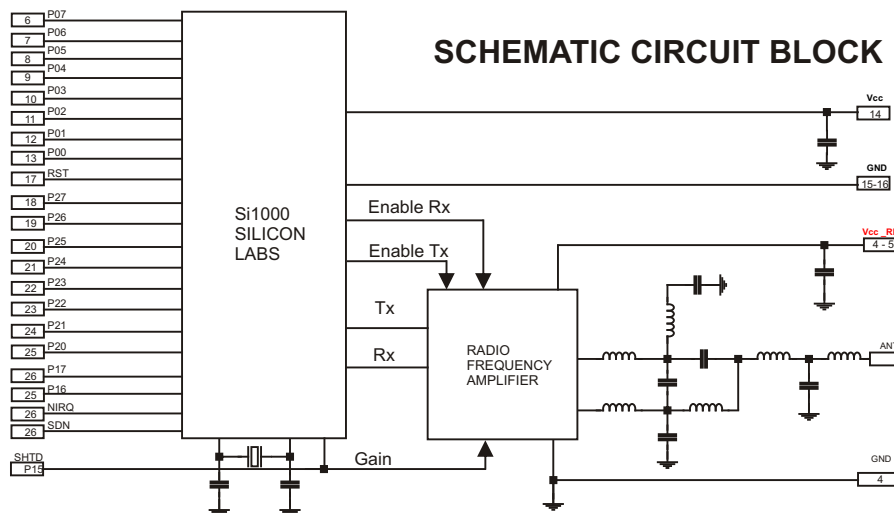 SCHEMATIC CIRCUIT BLOCK
6 P07
7 P06
8 P05
9 P04
10 P03
11 P02
12 P01
13 P00
17 RST
18 P27
19 P26
20 P25
21 P24
22 P23
23 P22
24 P21
25 P20
26 P17
25 P16
26 NIRQ
26 SDN
SHTD
P15
Si1000
SILICON
LABS
Enable Rx
Enable Tx
Tx
Rx
Gain
RADIO
FREQUENCY
AMPLIFIER
Vcc
14
GND
15-16
Vcc_R
4 - 5
ANT
GND
4